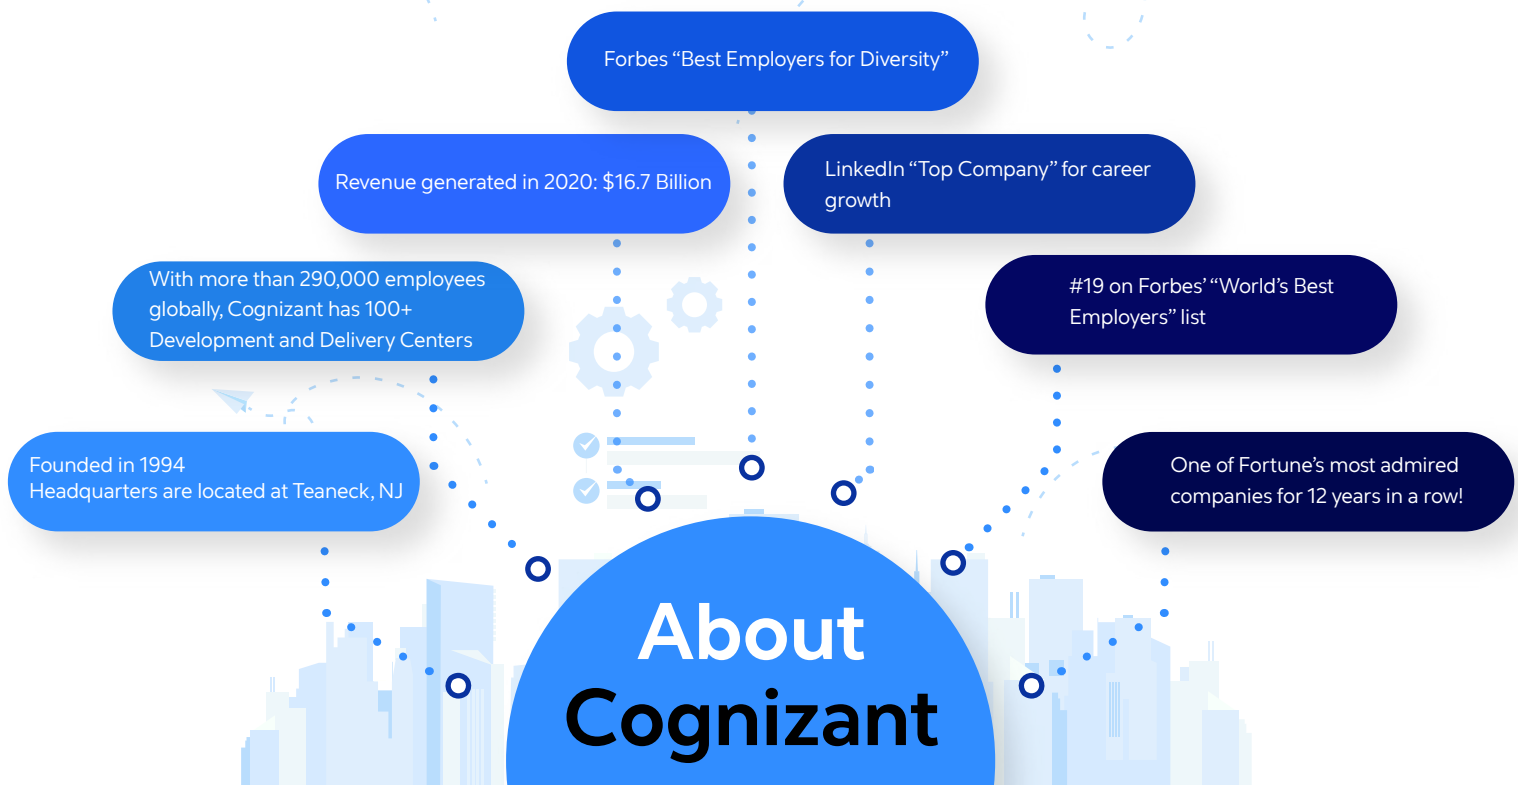 Forbes “Best Employers for Diversity”
Revenue generated in 2020: $16.7 Billion
LinkedIn “Top Company” for career
growth
With more than 290,000 employees
globally, Cognizant has 100+
Development and Delivery Centers
#19 on Forbes’ “World’s Best
Employers” list
Founded in 1994
Headquarters are located at Teaneck, NJ
One of Fortune’s most admired
companies for 12 years in a row!
About
Cognizant